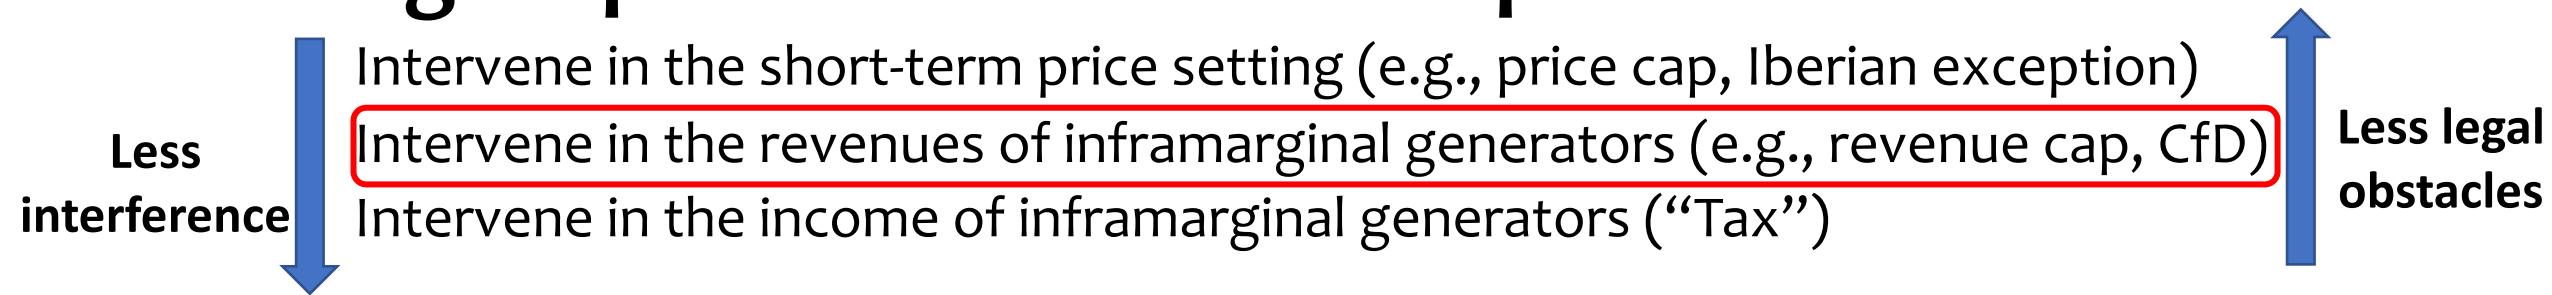 Intervene in the short-term price setting (e.g., price cap, Iberian exception)
Intervene in the revenues of inframarginal generators (e.g., revenue cap, CfD)
Intervene in the income of inframarginal generators (“Tax”)
Less
interference
Less legal
obstacles